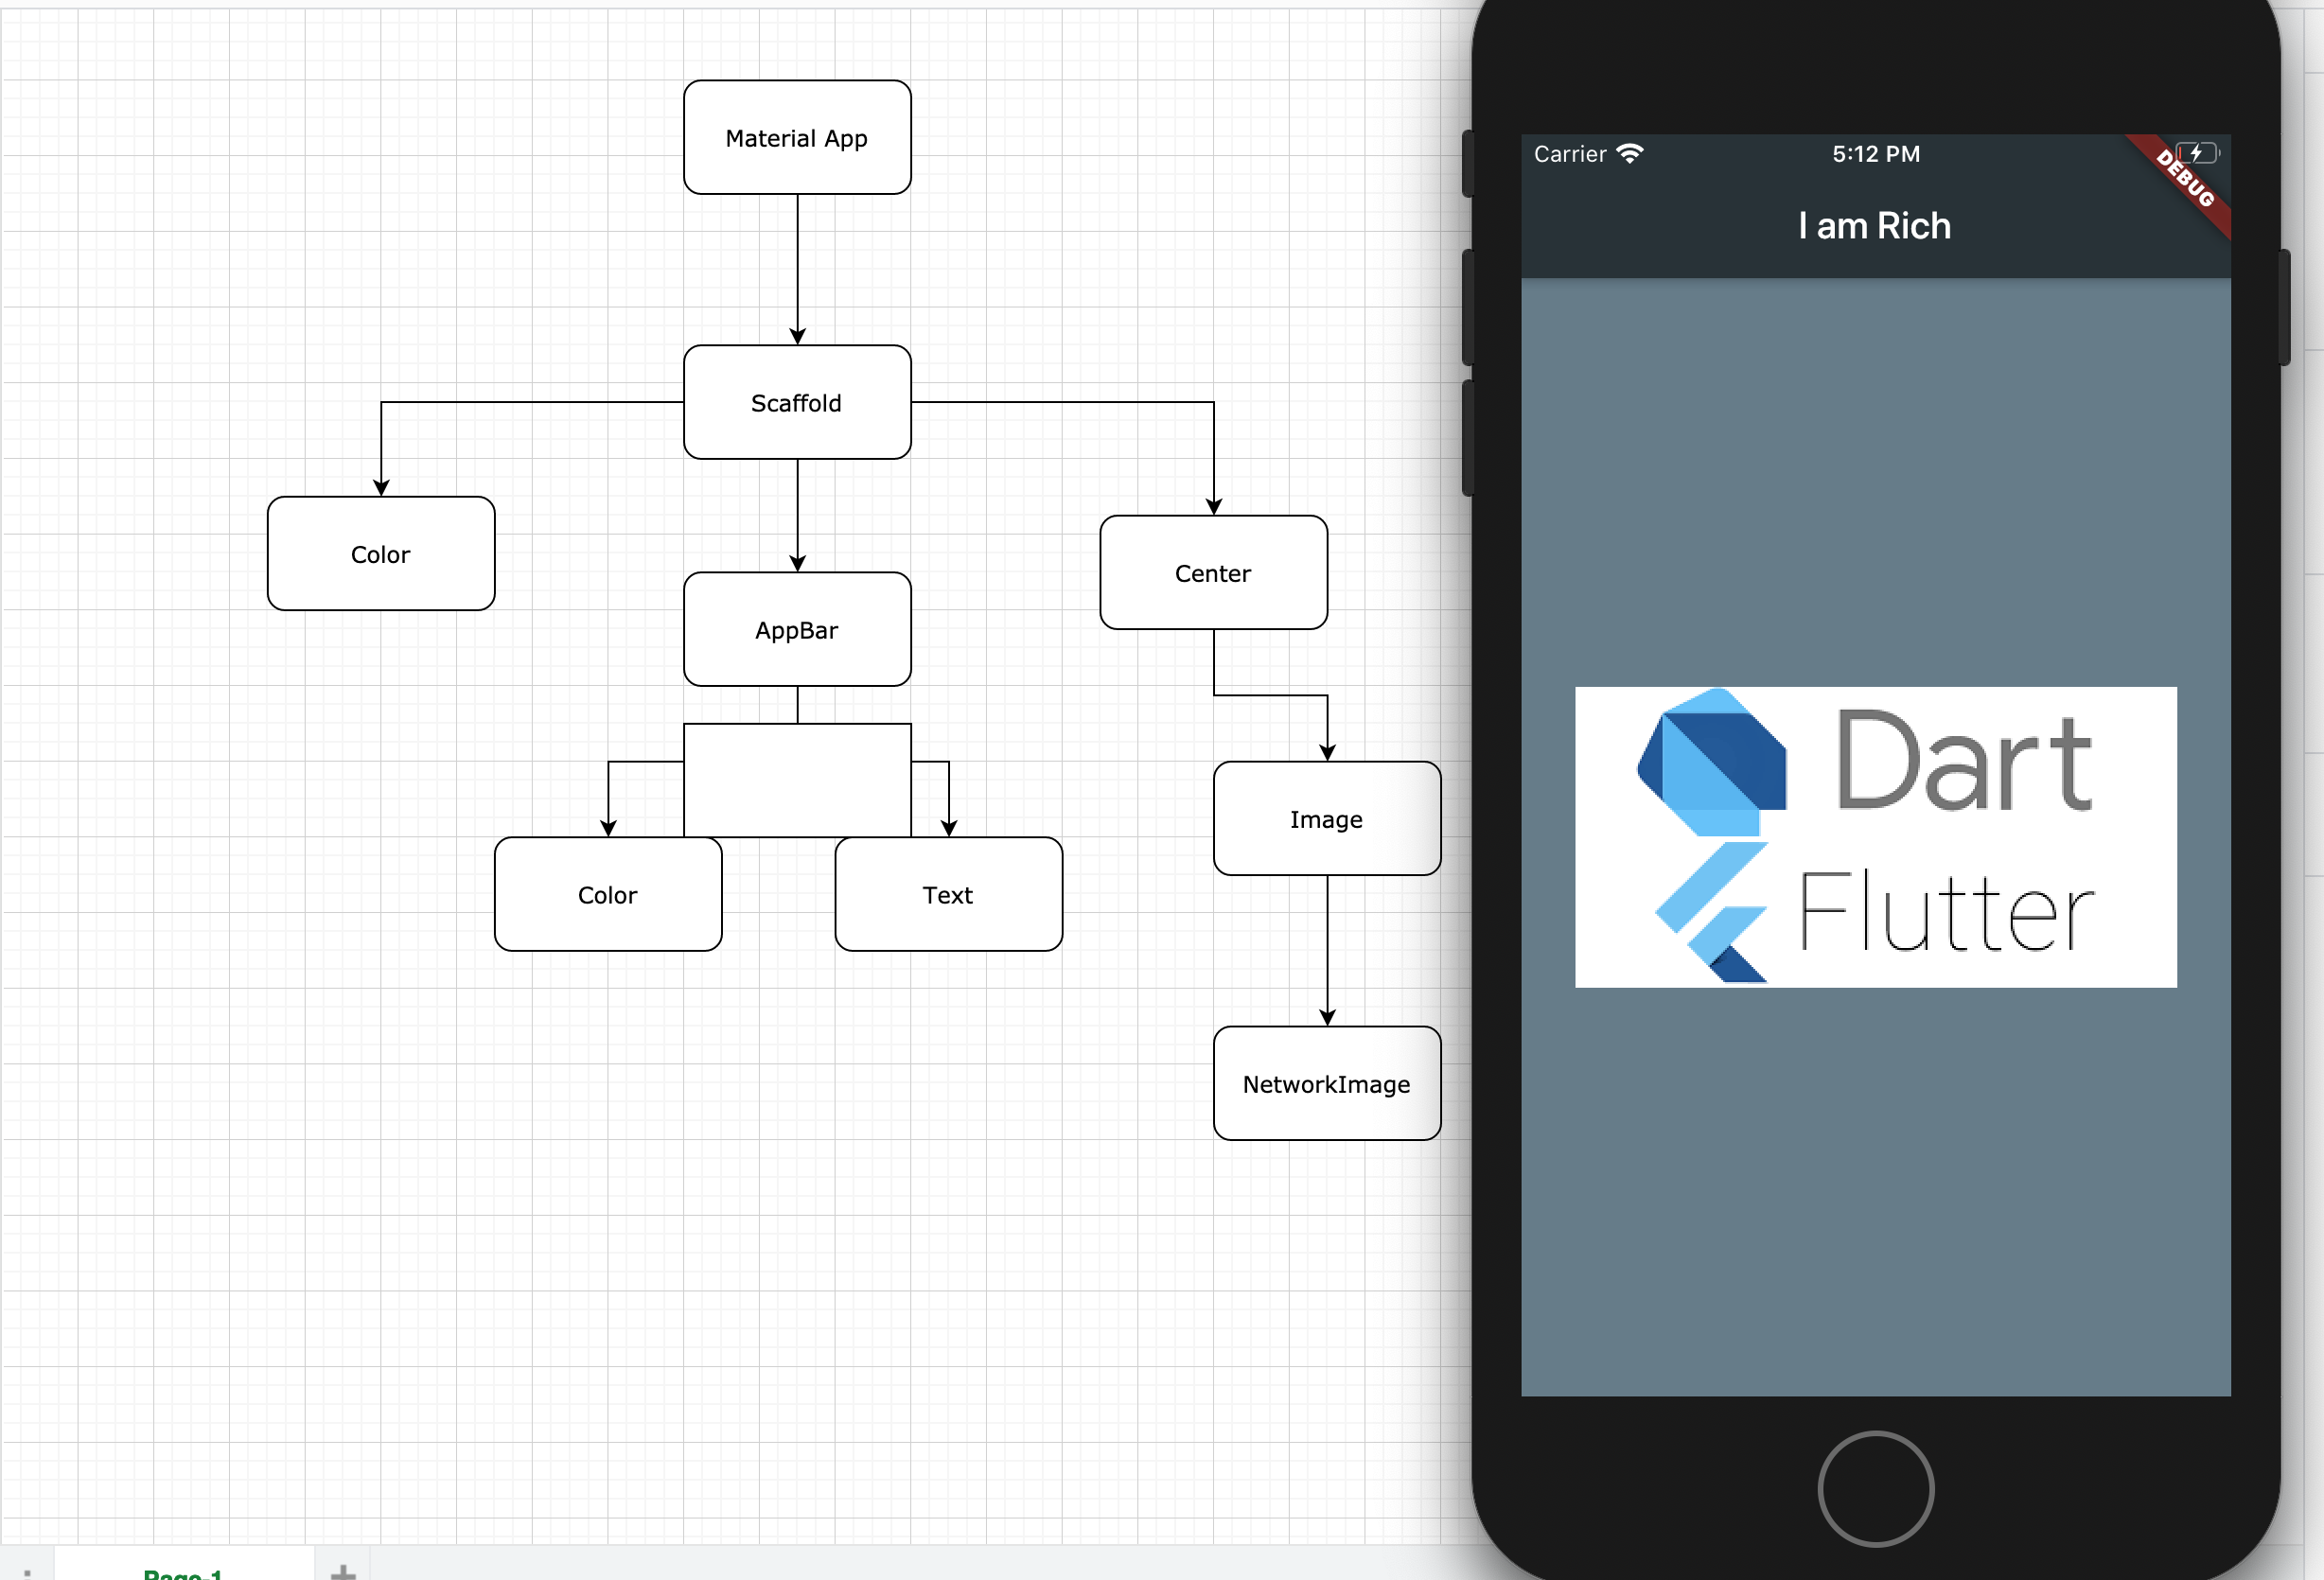 Material App
Scaffold
Color
Center
AppBar
Image
Color
Text
NetworkImage
Page-1
Carrier
5:12 PM
DEBUG
I am Rich
Dart
Flutter